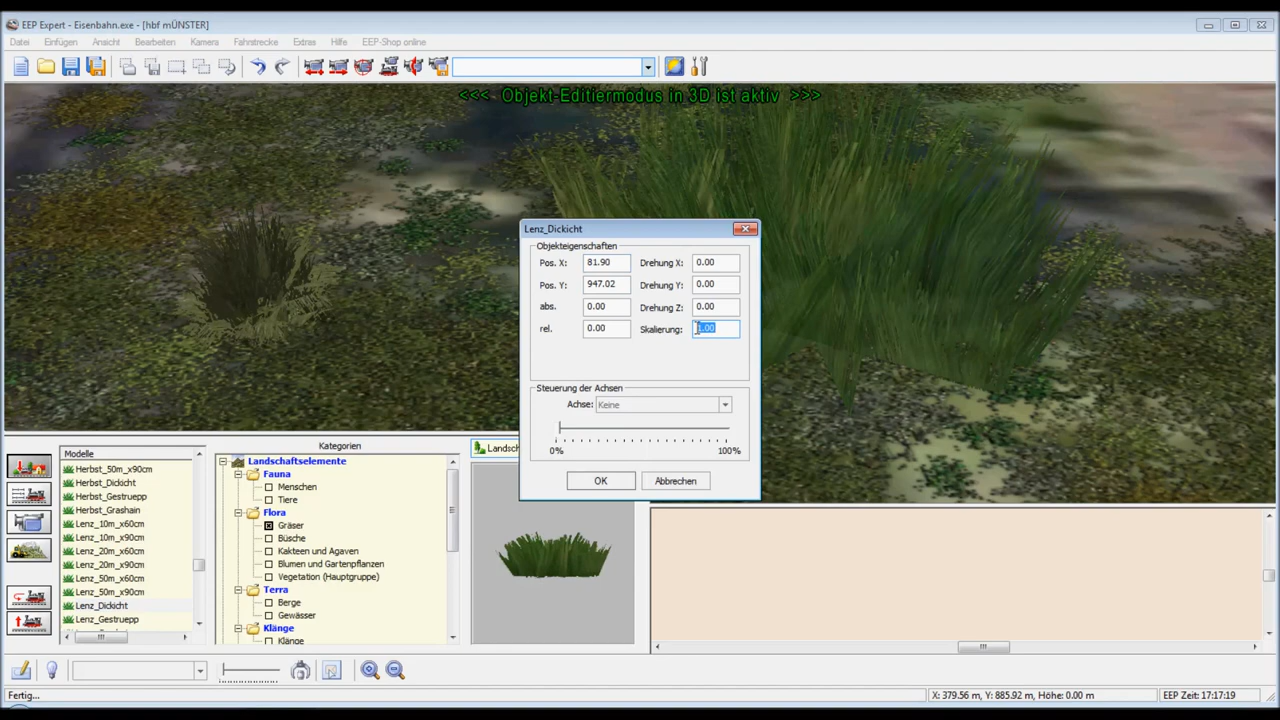 EEP Expert - Eisenbahn.exe - [hbf mÜNSTER]
Datei Einfügen Ansicht Bearbeiten Kamera Fahrstrecke Extras Hilfe EEP-Shop online
<<< Objekt-Editiermodus in 3D ist aktiv >>>
Lenz_Dickicht
Objekteigenschaften
Pos. X: 81.90 Drehung X: 0.00
Pos. Y: 947.02 Drehung Y: 0.00
abs. 0.00 Drehung Z: 0.00
rel. 0.00 Skalierung: 1.00
Steuerung der Achsen
Achse: Keine
0% 100%
OK Abbrechen
Modelle
Herbst_50m_x90cm
Herbst_Dickicht
Herbst_Gestruepp
Herbst_Grashain
Lenz_10m_x60cm
Lenz_10m_x90cm
Lenz_20m_x60cm
Lenz_20m_x90cm
Lenz_50m_x60cm
Lenz_50m_x90cm
Lenz_Dickicht
Lenz_Gestruepp
Kategorien
Landschaftselemente
Fauna
Menschen
Tiere
Flora
Gräser
Büsche
Kakteen und Agaven
Blumen und Gartenpflanzen
Vegetation (Hauptgruppe)
Terra
Berge
Gewässer
Klänge
Klänge
Landsch
Fertig...
X: 379.56 m, Y: 885.92 m, Höhe: 0.00 m
EEP Zeit: 17:17:19